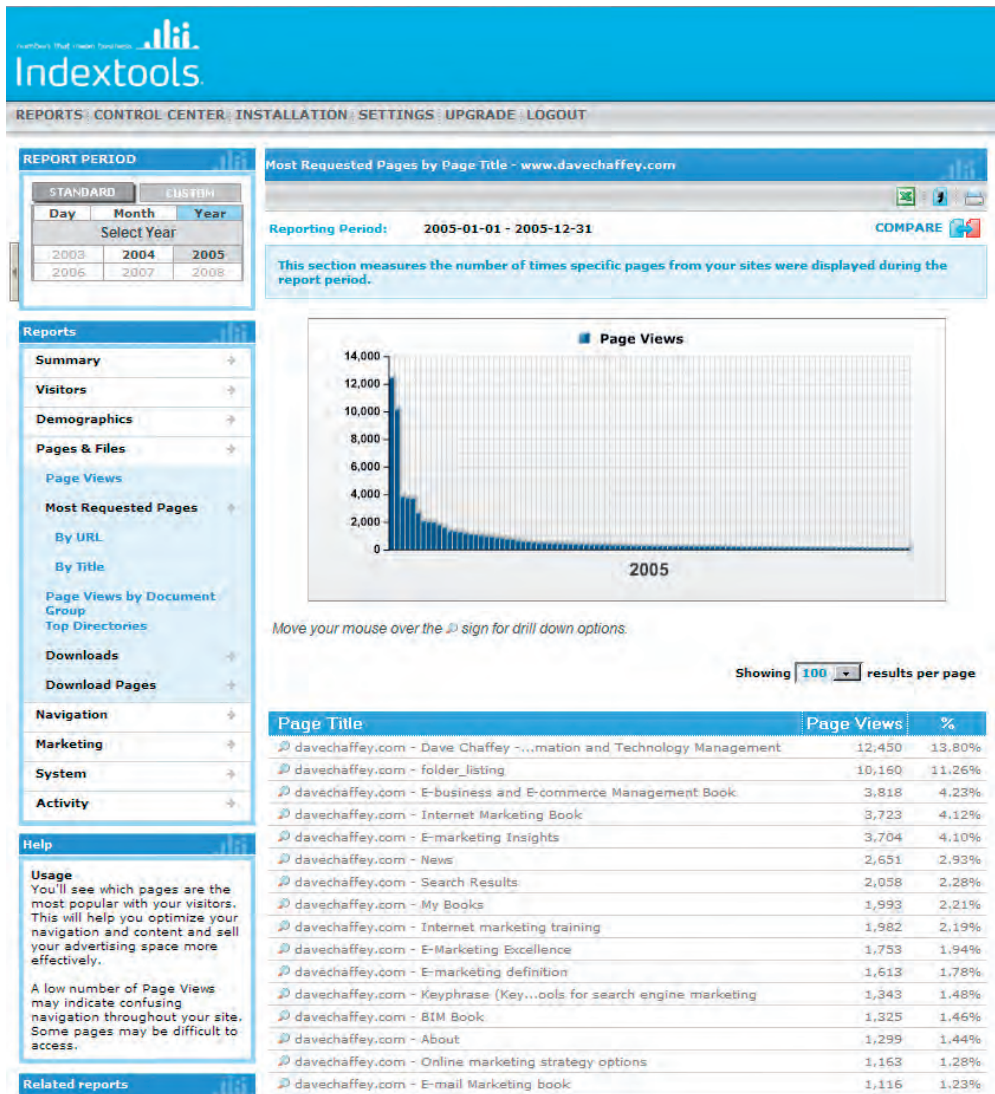 numbers that mean business
Indextools.
REPORTS CONTROL CENTER INSTALLATION SETTINGS UPGRADE LOGOUT
REPORT PERIOD
STANDARD CUSTOM
Day Month Year
Select Year
2003 2004 2005
2006 2007 2008
Reports
Summary
Visitors
Demographics
Pages & Files
Page Views
Most Requested Pages
By URL
By Title
Page Views by Document
Group
Top Directories
Downloads
Download Pages
Navigation
Marketing
System
Activity
Help
Usage
You'll see which pages are the
most popular with your visitors.
This will help you optimize your
navigation and content and sell
your advertising space more
effectively.
A low number of Page Views
may indicate confusing
navigation throughout your site.
Some pages may be difficult to
access.
Related reports
Most Requested Pages by Page Title - www.davechaffey.com
Reporting Period: 2005-01-01 - 2005-12-31 COMPARE
This section measures the number of times specific pages from your sites were displayed during the
report period.
Page Views
14,000
12,000
10,000
8,000
6,000
4,000
2,000
0
2005
Move your mouse over the sign for drill down options.
Showing 100 results per page
Page Title Page Views %
davechaffey.com - Dave Chaffey -...mation and Technology Management 12,450 13.80%
davechaffey.com - folder_listing 10,160 11.26%
davechaffey.com - E-business and E-commerce Management Book 3,818 4.23%
davechaffey.com - Internet Marketing Book 3,723 4.12%
davechaffey.com - E-marketing Insights 3,704 4.10%
davechaffey.com - News 2,651 2.93%
davechaffey.com - Search Results 2,058 2.28%
davechaffey.com - My Books 1,993 2.21%
davechaffey.com - Internet marketing training 1,982 2.19%
davechaffey.com - E-Marketing Excellence 1,753 1.94%
davechaffey.com - E-marketing definition 1,613 1.78%
davechaffey.com - Keyphrase (Key...ools for search engine marketing 1,343 1.48%
davechaffey.com - BIM Book 1,325 1.46%
davechaffey.com - About 1,299 1.44%
davechaffey.com - Online marketing strategy options 1,163 1.28%
davechaffey.com - E-mail Marketing book 1,116 1.23%